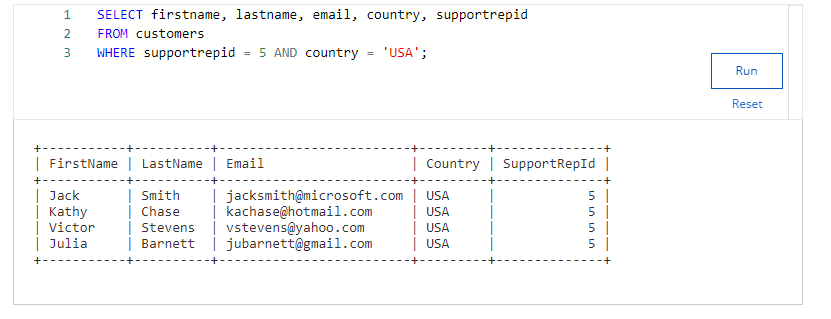 1 SELECT firstname, lastname, email, country, supportrepid
2 FROM customers
3 WHERE supportrepid = 5 AND country = 'USA';
Run
Reset
+-----------+----------+-------------------------+---------+--------------+
| FirstName | LastName | Email                   | Country | SupportRepId |
+-----------+----------+-------------------------+---------+--------------+
| Jack      | Smith    | jacksmith@microsoft.com | USA     |            5 |
| Kathy     | Chase    | kachase@hotmail.com     | USA     |            5 |
| Victor    | Stevens  | vstevens@yahoo.com      | USA     |            5 |
| Julia     | Barnett  | jubarnett@gmail.com     | USA     |            5 |
+-----------+----------+-------------------------+---------+--------------+